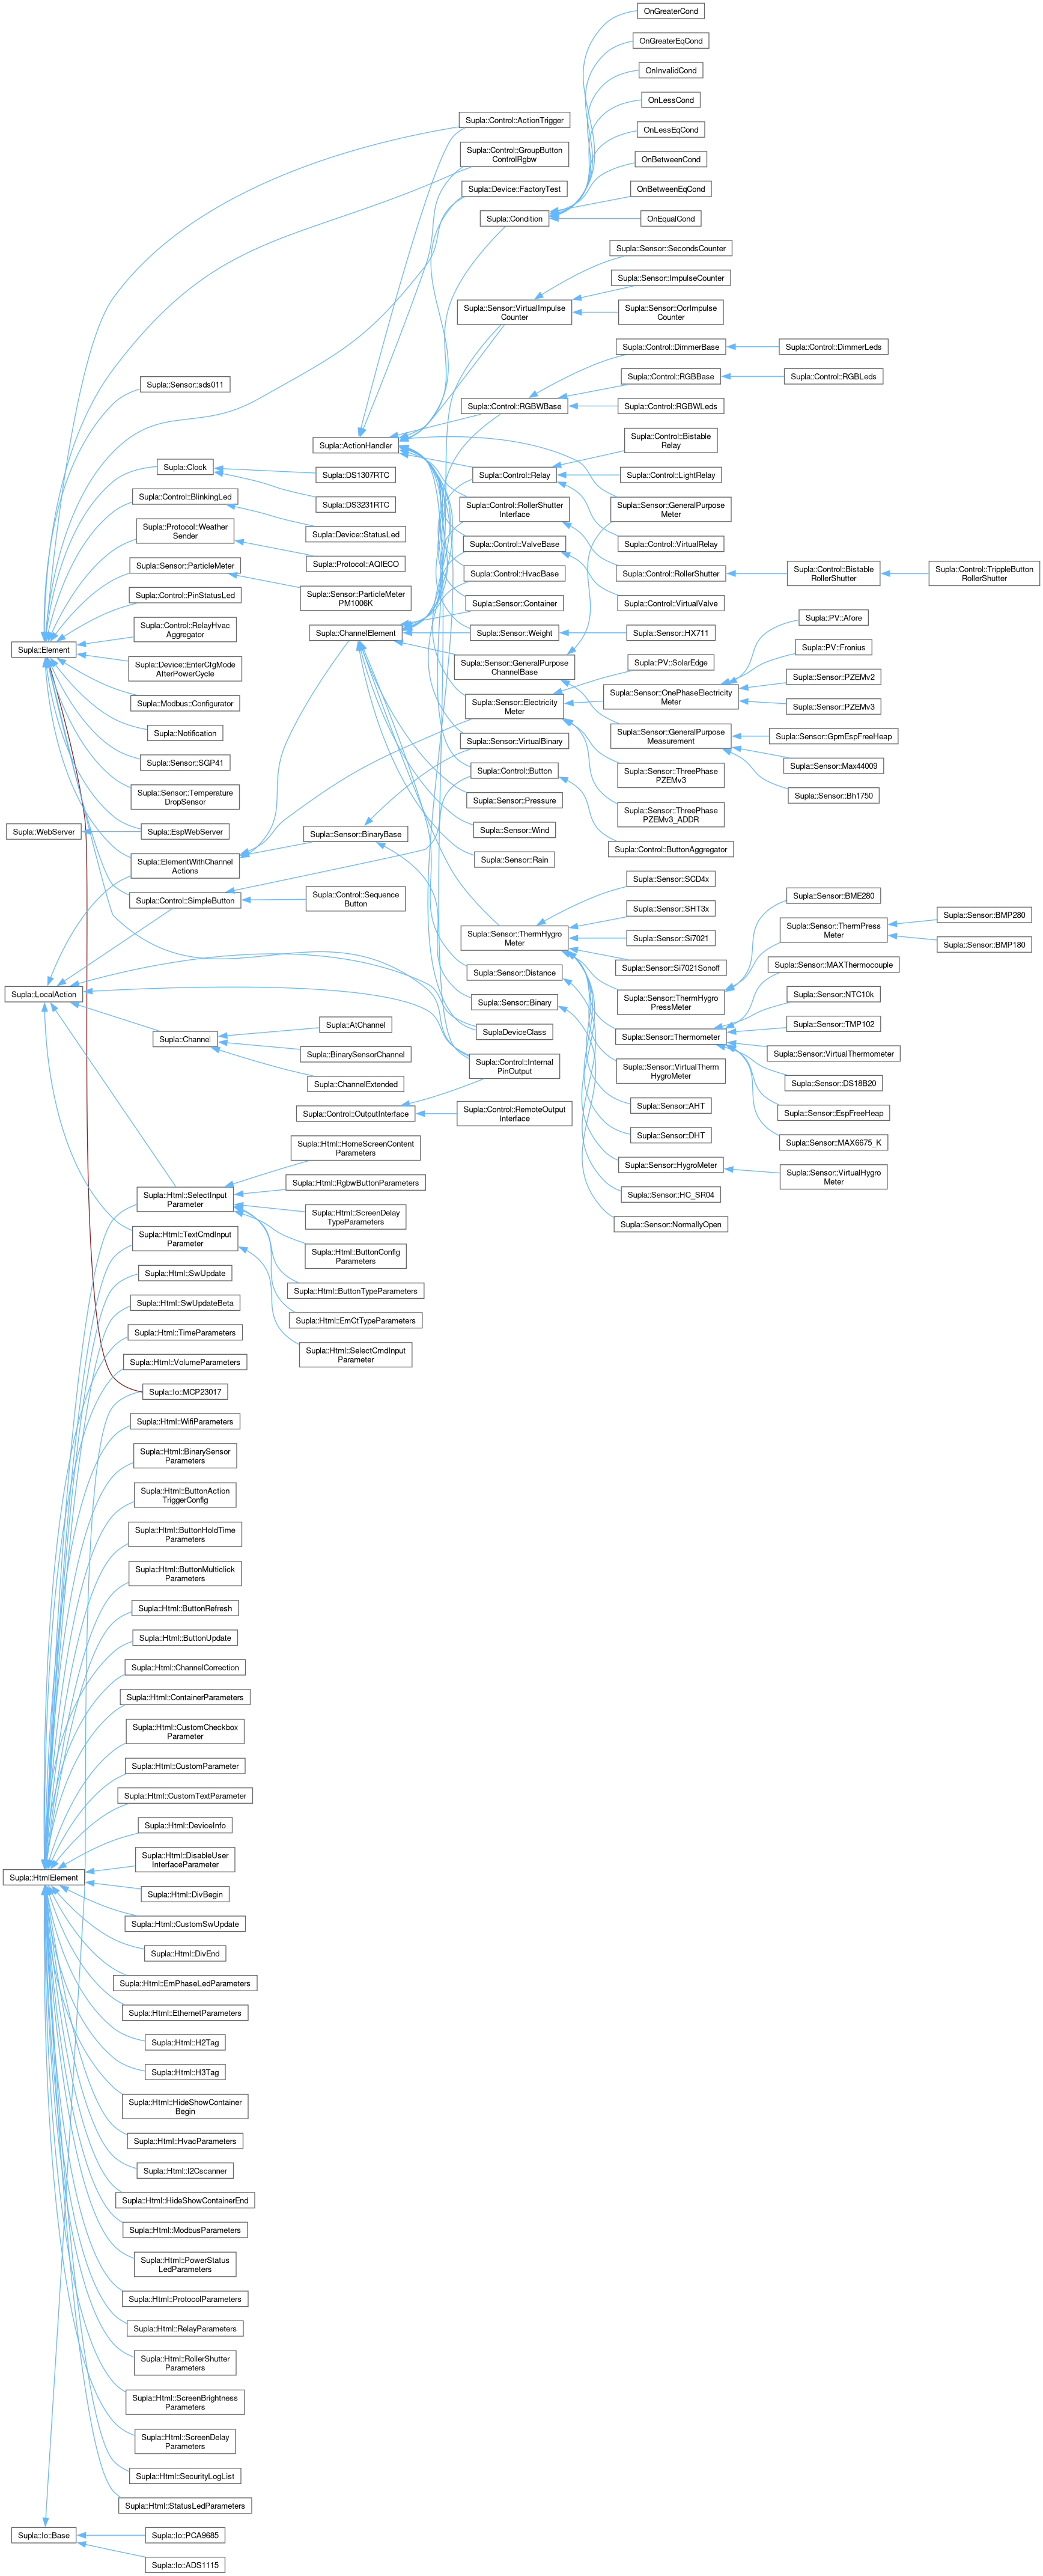 OnGreaterCond
OnGreaterEqCond
OnInvalidCond
OnLessCond
Supla::Control::ActionTrigger
OnLessEqCond
Supla::Control::GroupButton
ControlRgbw
OnBetweenCond
Supla::Device::FactoryTest
OnBetweenEqCond
Supla::Condition
OnEqualCond
Supla::Sensor::SecondsCounter
Supla::Sensor::ImpulseCounter
Supla::Sensor::VirtualImpulse
Counter
Supla::Sensor::OcrImpulse
Counter
Supla::Control::DimmerBase
Supla::Control::DimmerLeds
Supla::Sensor::sds011
Supla::Control::RGBBase
Supla::Control::RGBLeds
Supla::Control::RGBWBase
Supla::Control::RGBWLeds
Supla::ActionHandler
Supla::Control::Bistable
Relay
Supla::Clock
Supla::DS1307RTC
Supla::Control::Relay
Supla::Control::LightRelay
Supla::Control::BlinkingLed
Supla::DS3231RTC
Supla::Control::RollerShutter
Interface
Supla::Sensor::GeneralPurpose
Meter
Supla::Protocol::Weather
Sender
Supla::Device::StatusLed
Supla::Control::ValveBase
Supla::Control::VirtualRelay
Supla::Sensor::ParticleMeter
Supla::Protocol::AQIECO
Supla::Control::HvacBase
Supla::Control::RollerShutter
Supla::Control::Bistable
RollerShutter
Supla::Control::TrippleButton
RollerShutter
Supla::Control::PinStatusLed
Supla::Sensor::ParticleMeter
PM1006K
Supla::Sensor::Container
Supla::Control::VirtualValve
Supla::Control::RelayHvac
Aggregator
Supla::ChannelElement
Supla::Sensor::Weight
Supla::Sensor::HX711
Supla::PV::Afore
Supla::Element
Supla::PV::Fronius
Supla::Device::EnterCfgMode
AfterPowerCycle
Supla::Sensor::GeneralPurpose
ChannelBase
Supla::PV::SolarEdge
Supla::Sensor::PZEMv2
Supla::Modbus::Configurator
Supla::Sensor::Electricity
Meter
Supla::Sensor::OnePhaseElectricity
Meter
Supla::Sensor::PZEMv3
Supla::Notification
Supla::Sensor::VirtualBinary
Supla::Sensor::GeneralPurpose
Measurement
Supla::Sensor::GpmEspFreeHeap
Supla::Sensor::SGP41
Supla::Control::Button
Supla::Sensor::ThreePhase
PZEMv3
Supla::Sensor::Max44009
Supla::Sensor::Temperature
DropSensor
Supla::Sensor::Pressure
Supla::Sensor::ThreePhase
PZEMv3_ADDR
Supla::Sensor::Bh1750
Supla::WebServer
Supla::EspWebServer
Supla::Sensor::BinaryBase
Supla::Sensor::Wind
Supla::Control::ButtonAggregator
Supla::ElementWithChannel
Actions
Supla::Sensor::Rain
Supla::Control::SimpleButton
Supla::Control::Sequence
Button
Supla::Sensor::SCD4x
Supla::Sensor::BME280
Supla::Sensor::SHT3x
Supla::Sensor::BMP280
Supla::Sensor::ThermHygro
Meter
Supla::Sensor::Si7021
Supla::Sensor::ThermPress
Meter
Supla::Sensor::BMP180
Supla::Sensor::Distance
Supla::Sensor::Si7021Sonoff
Supla::Sensor::MAXThermocouple
Supla::LocalAction
Supla::Sensor::Binary
Supla::Sensor::ThermHygro
PressMeter
Supla::Sensor::NTC10k
SuplaDeviceClass
Supla::Sensor::Thermometer
Supla::Sensor::TMP102
Supla::Channel
Supla::AtChannel
Supla::BinarySensorChannel
Supla::Control::Internal
PinOutput
Supla::Sensor::VirtualTherm
HygroMeter
Supla::Sensor::VirtualThermometer
Supla::ChannelExtended
Supla::Sensor::DS18B20
Supla::Control::OutputInterface
Supla::Control::RemoteOutput
Interface
Supla::Sensor::AHT
Supla::Sensor::EspFreeHeap
Supla::Sensor::DHT
Supla::Sensor::MAX6675_K
Supla::Html::HomeScreenContent
Parameters
Supla::Sensor::HygroMeter
Supla::Sensor::VirtualHygro
Meter
Supla::Html::RgbwButtonParameters
Supla::Sensor::HC_SR04
Supla::Html::SelectInput
Parameter
Supla::Html::ScreenDelay
TypeParameters
Supla::Sensor::NormallyOpen
Supla::Html::TextCmdInput
Parameter
Supla::Html::ButtonConfig
Parameters
Supla::Html::SwUpdate
Supla::Html::ButtonTypeParameters
Supla::Html::SwUpdateBeta
Supla::Html::EmCtTypeParameters
Supla::Html::TimeParameters
Supla::Html::SelectCmdInput
Parameter
Supla::Html::VolumeParameters
Supla::Io::MCP23017
Supla::Html::WifiParameters
Supla::Html::BinarySensor
Parameters
Supla::Html::ButtonAction
TriggerConfig
Supla::Html::ButtonHoldTime
Parameters
Supla::Html::ButtonMulticlick
Parameters
Supla::Html::ButtonRefresh
Supla::Html::ButtonUpdate
Supla::Html::ChannelCorrection
Supla::Html::ContainerParameters
Supla::Html::CustomCheckbox
Parameter
Supla::Html::CustomParameter
Supla::Html::CustomTextParameter
Supla::Html::DeviceInfo
Supla::Html::DisableUser
InterfaceParameter
Supla::HtmlElement
Supla::Html::DivBegin
Supla::Html::CustomSwUpdate
Supla::Html::DivEnd
Supla::Html::EmPhaseLedParameters
Supla::Html::EthernetParameters
Supla::Html::H2Tag
Supla::Html::H3Tag
Supla::Html::HideShowContainer
Begin
Supla::Html::HvacParameters
Supla::Html::I2Cscanner
Supla::Html::HideShowContainerEnd
Supla::Html::ModbusParameters
Supla::Html::PowerStatus
LedParameters
Supla::Html::ProtocolParameters
Supla::Html::RelayParameters
Supla::Html::RollerShutter
Parameters
Supla::Html::ScreenBrightness
Parameters
Supla::Html::ScreenDelay
Parameters
Supla::Html::SecurityLogList
Supla::Html::StatusLedParameters
Supla::Io::Base
Supla::Io::PCA9685
Supla::Io::ADS1115